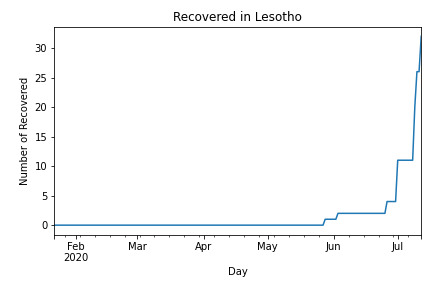 Recovered in Lesotho
30
25
20
15
10
5
0
Number of Recovered
Feb
2020
Mar
Apr
May
Jun
Jul
Day